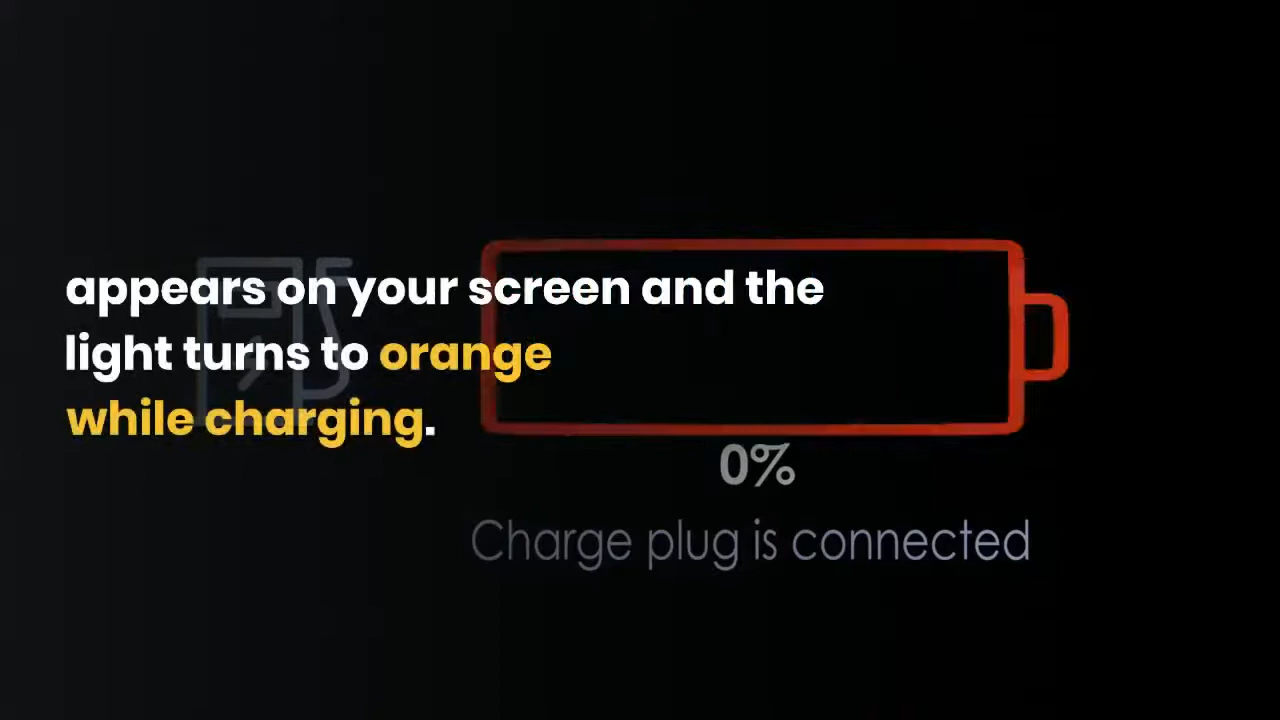 appears on your screen and the
light turns to orange
while charging.
0%
Charge plug is connected